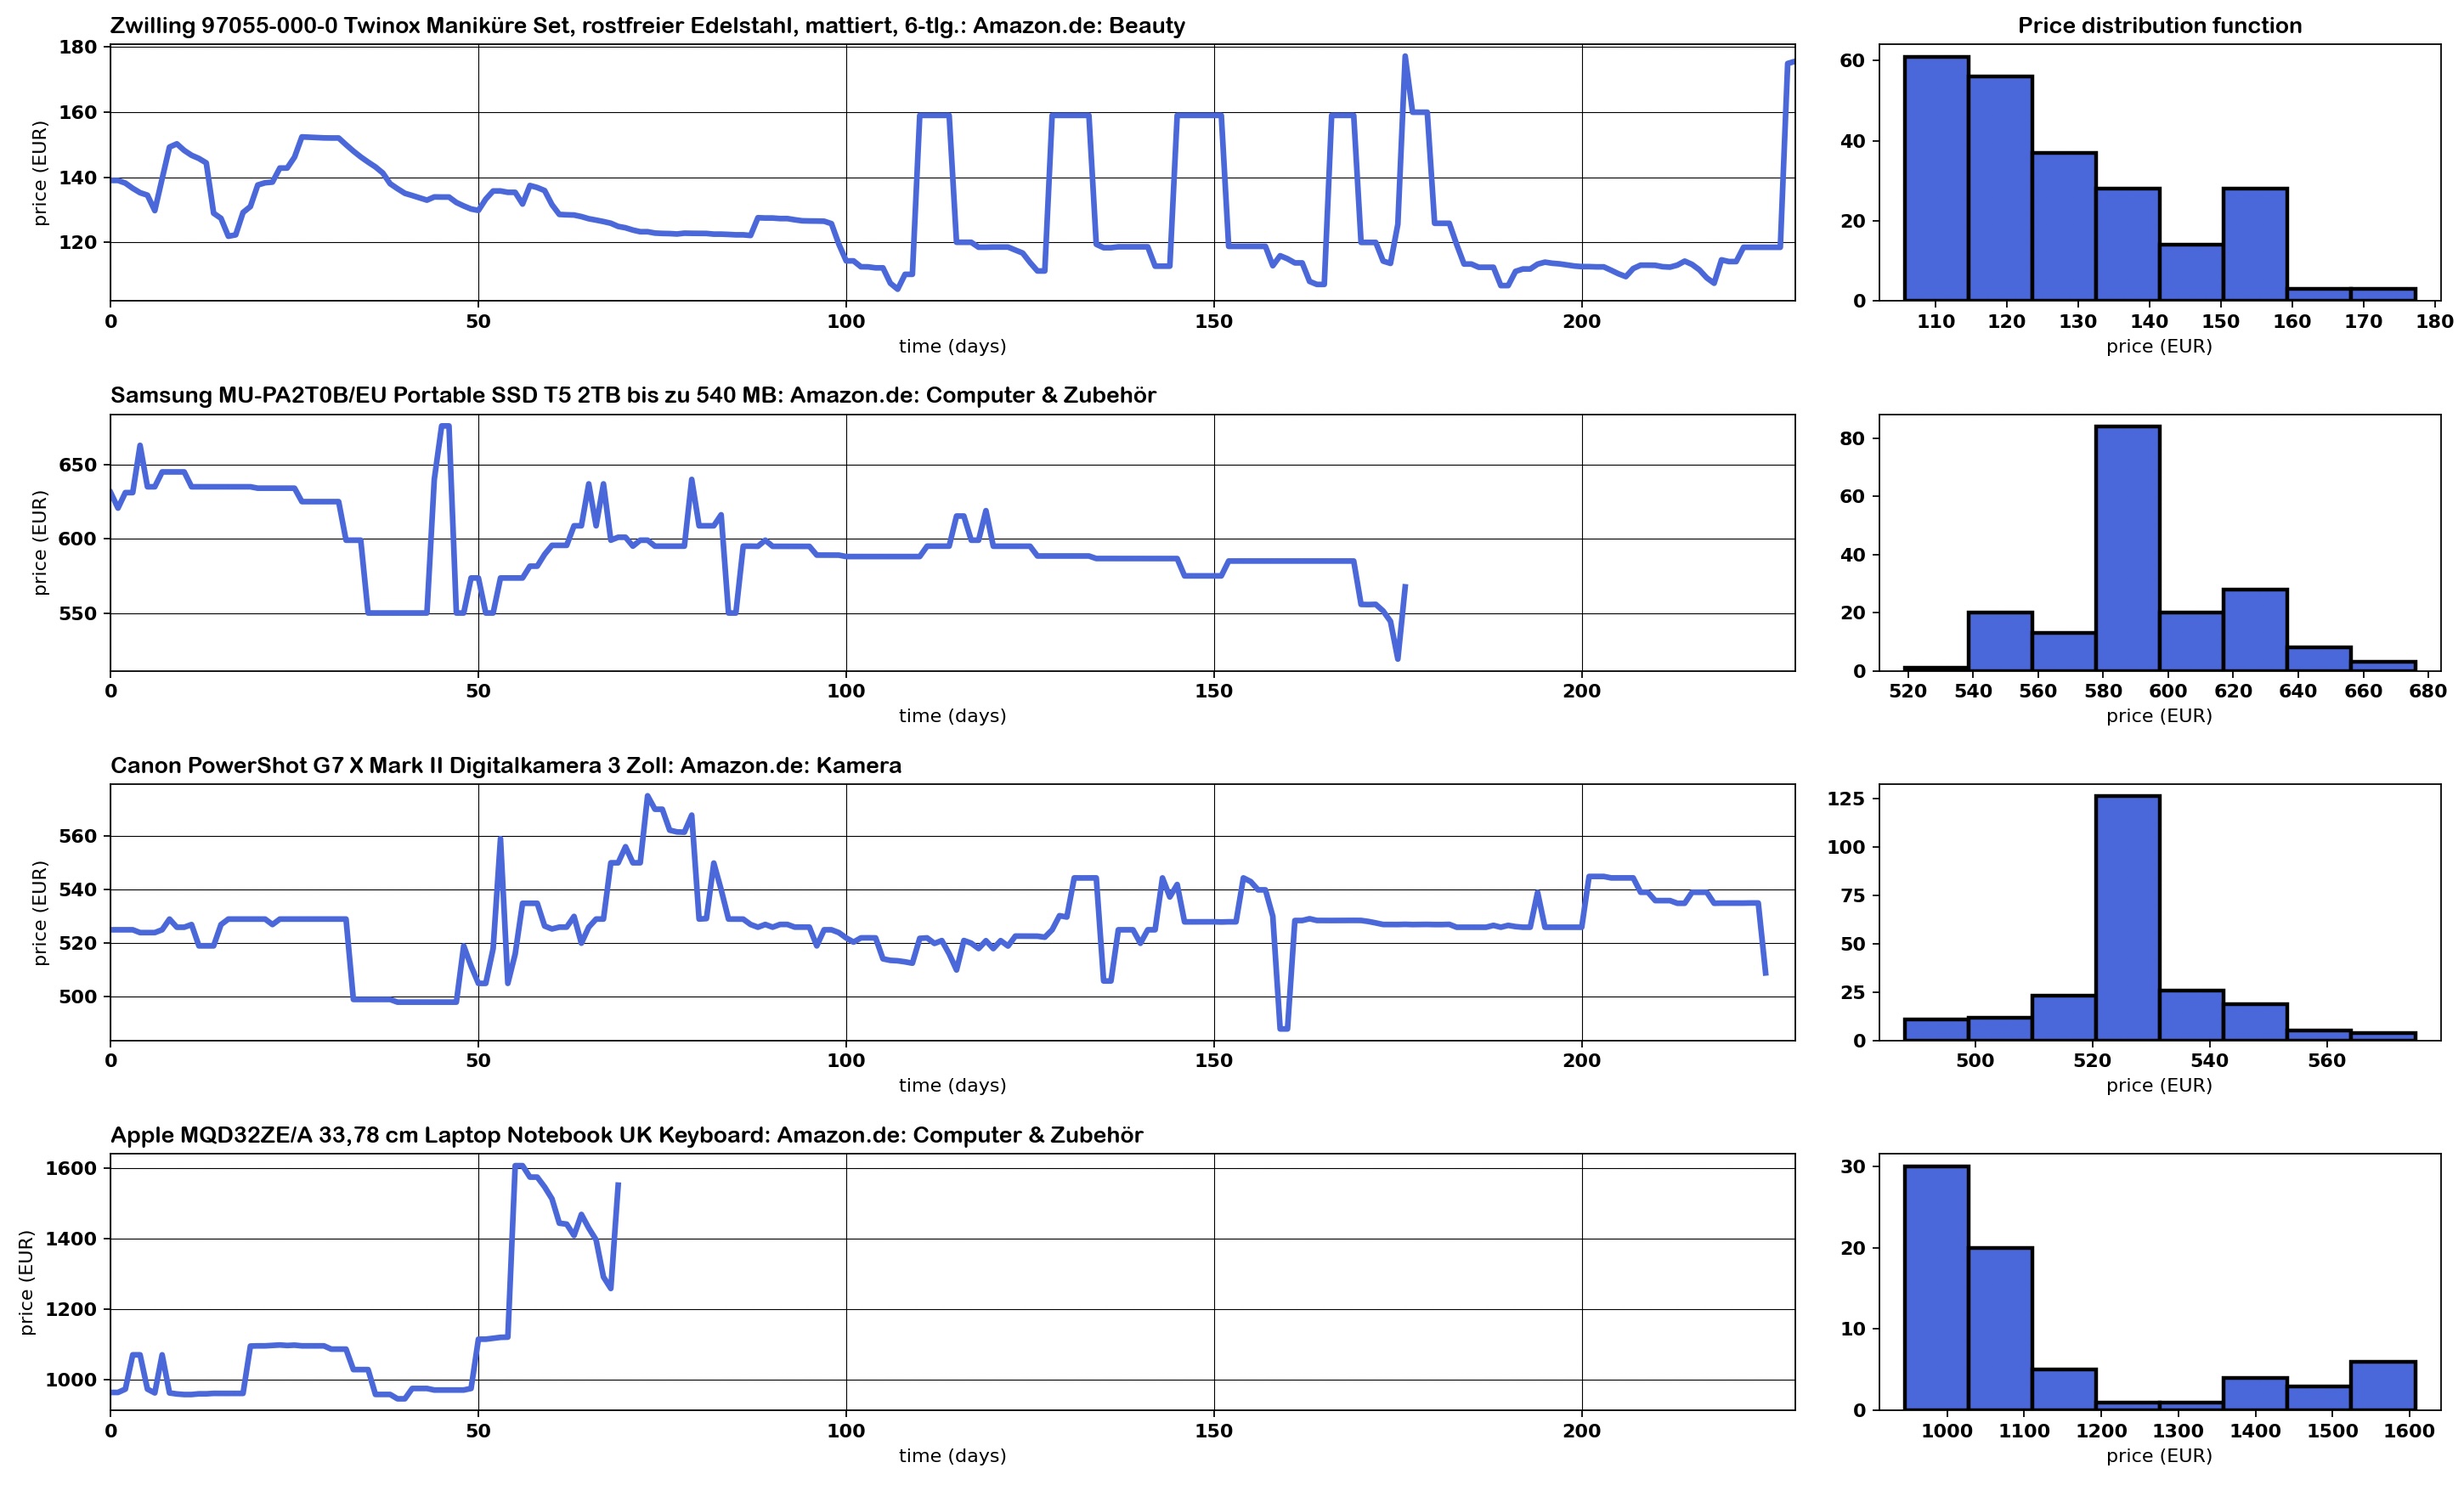 Zwilling 97055-000-0 Twinox Maniküre Set, rostfreier Edelstahl, mattiert, 6-tlg.: Amazon.de: Beauty
Price distribution function
180
160
140
120
price (EUR)
0 50 100 150 200
time (days)
60
40
20
0
110 120 130 140 150 160 170 180
price (EUR)
Samsung MU-PA2T0B/EU Portable SSD T5 2TB bis zu 540 MB: Amazon.de: Computer & Zubehör
650
600
550
price (EUR)
0 50 100 150 200
time (days)
80
60
40
20
0
520 540 560 580 600 620 640 660 680
price (EUR)
Canon PowerShot G7 X Mark II Digitalkamera 3 Zoll: Amazon.de: Kamera
560
540
520
500
price (EUR)
0 50 100 150 200
time (days)
125
100
75
50
25
0
500 520 540 560
price (EUR)
Apple MQD32ZE/A 33,78 cm Laptop Notebook UK Keyboard: Amazon.de: Computer & Zubehör
1600
1400
1200
1000
price (EUR)
0 50 100 150 200
time (days)
30
20
10
0
1000 1100 1200 1300 1400 1500 1600
price (EUR)